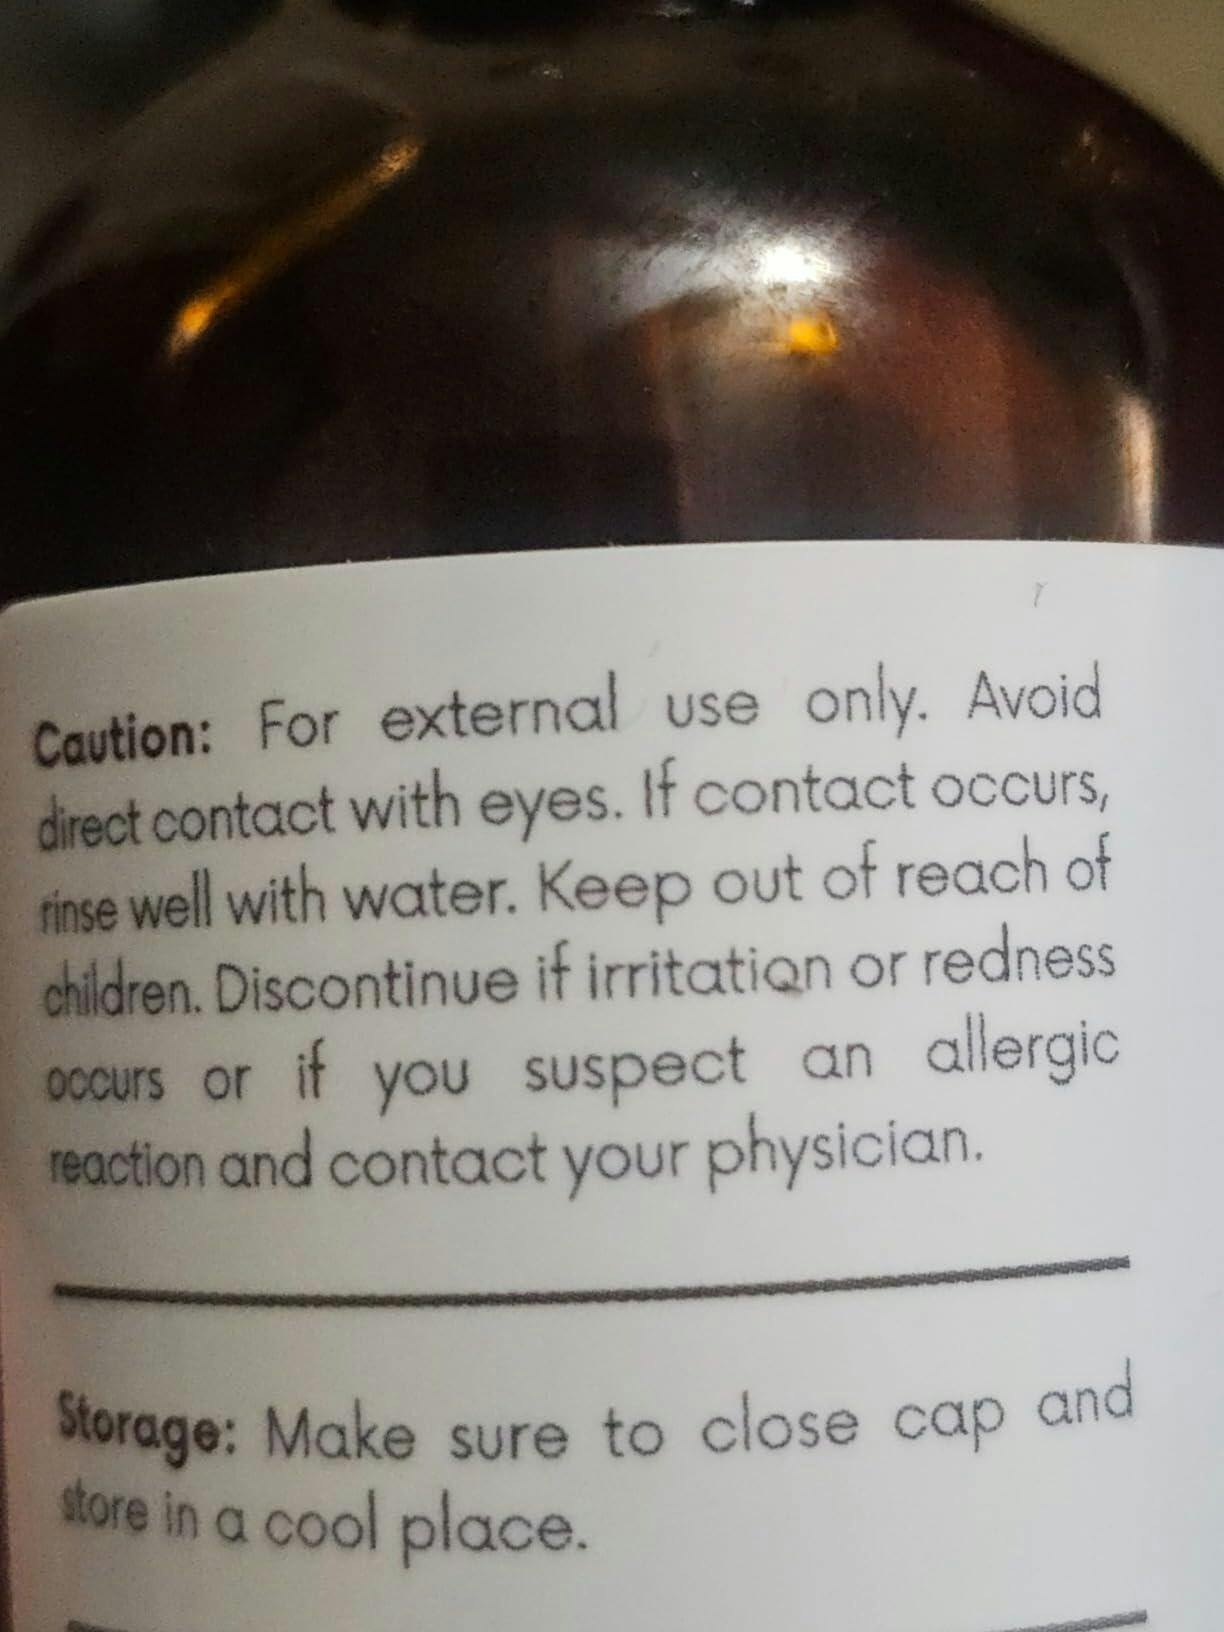 Caution: For external use only. Avoid
direct contact with eyes. If contact occurs,
rinse well with water. Keep out of reach of
children. Discontinue if irritation or redness
occurs or if you suspect an allergic
reaction and contact your physician.
Storage: Make sure to close cap and
store in a cool place.